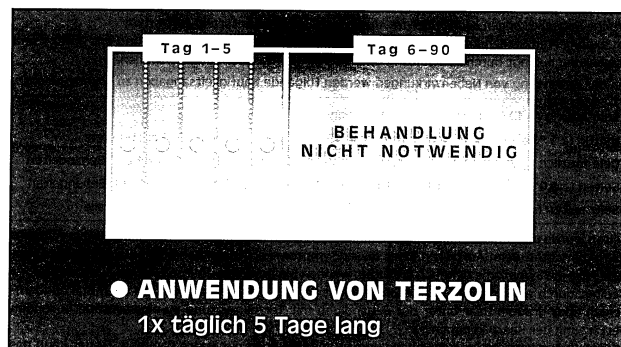 Tag 1–5
Tag 6–90
BEHANDLUNG
NICHT NOTWENDIG
ANWENDUNG VON TERZOLIN
1x täglich 5 Tage lang